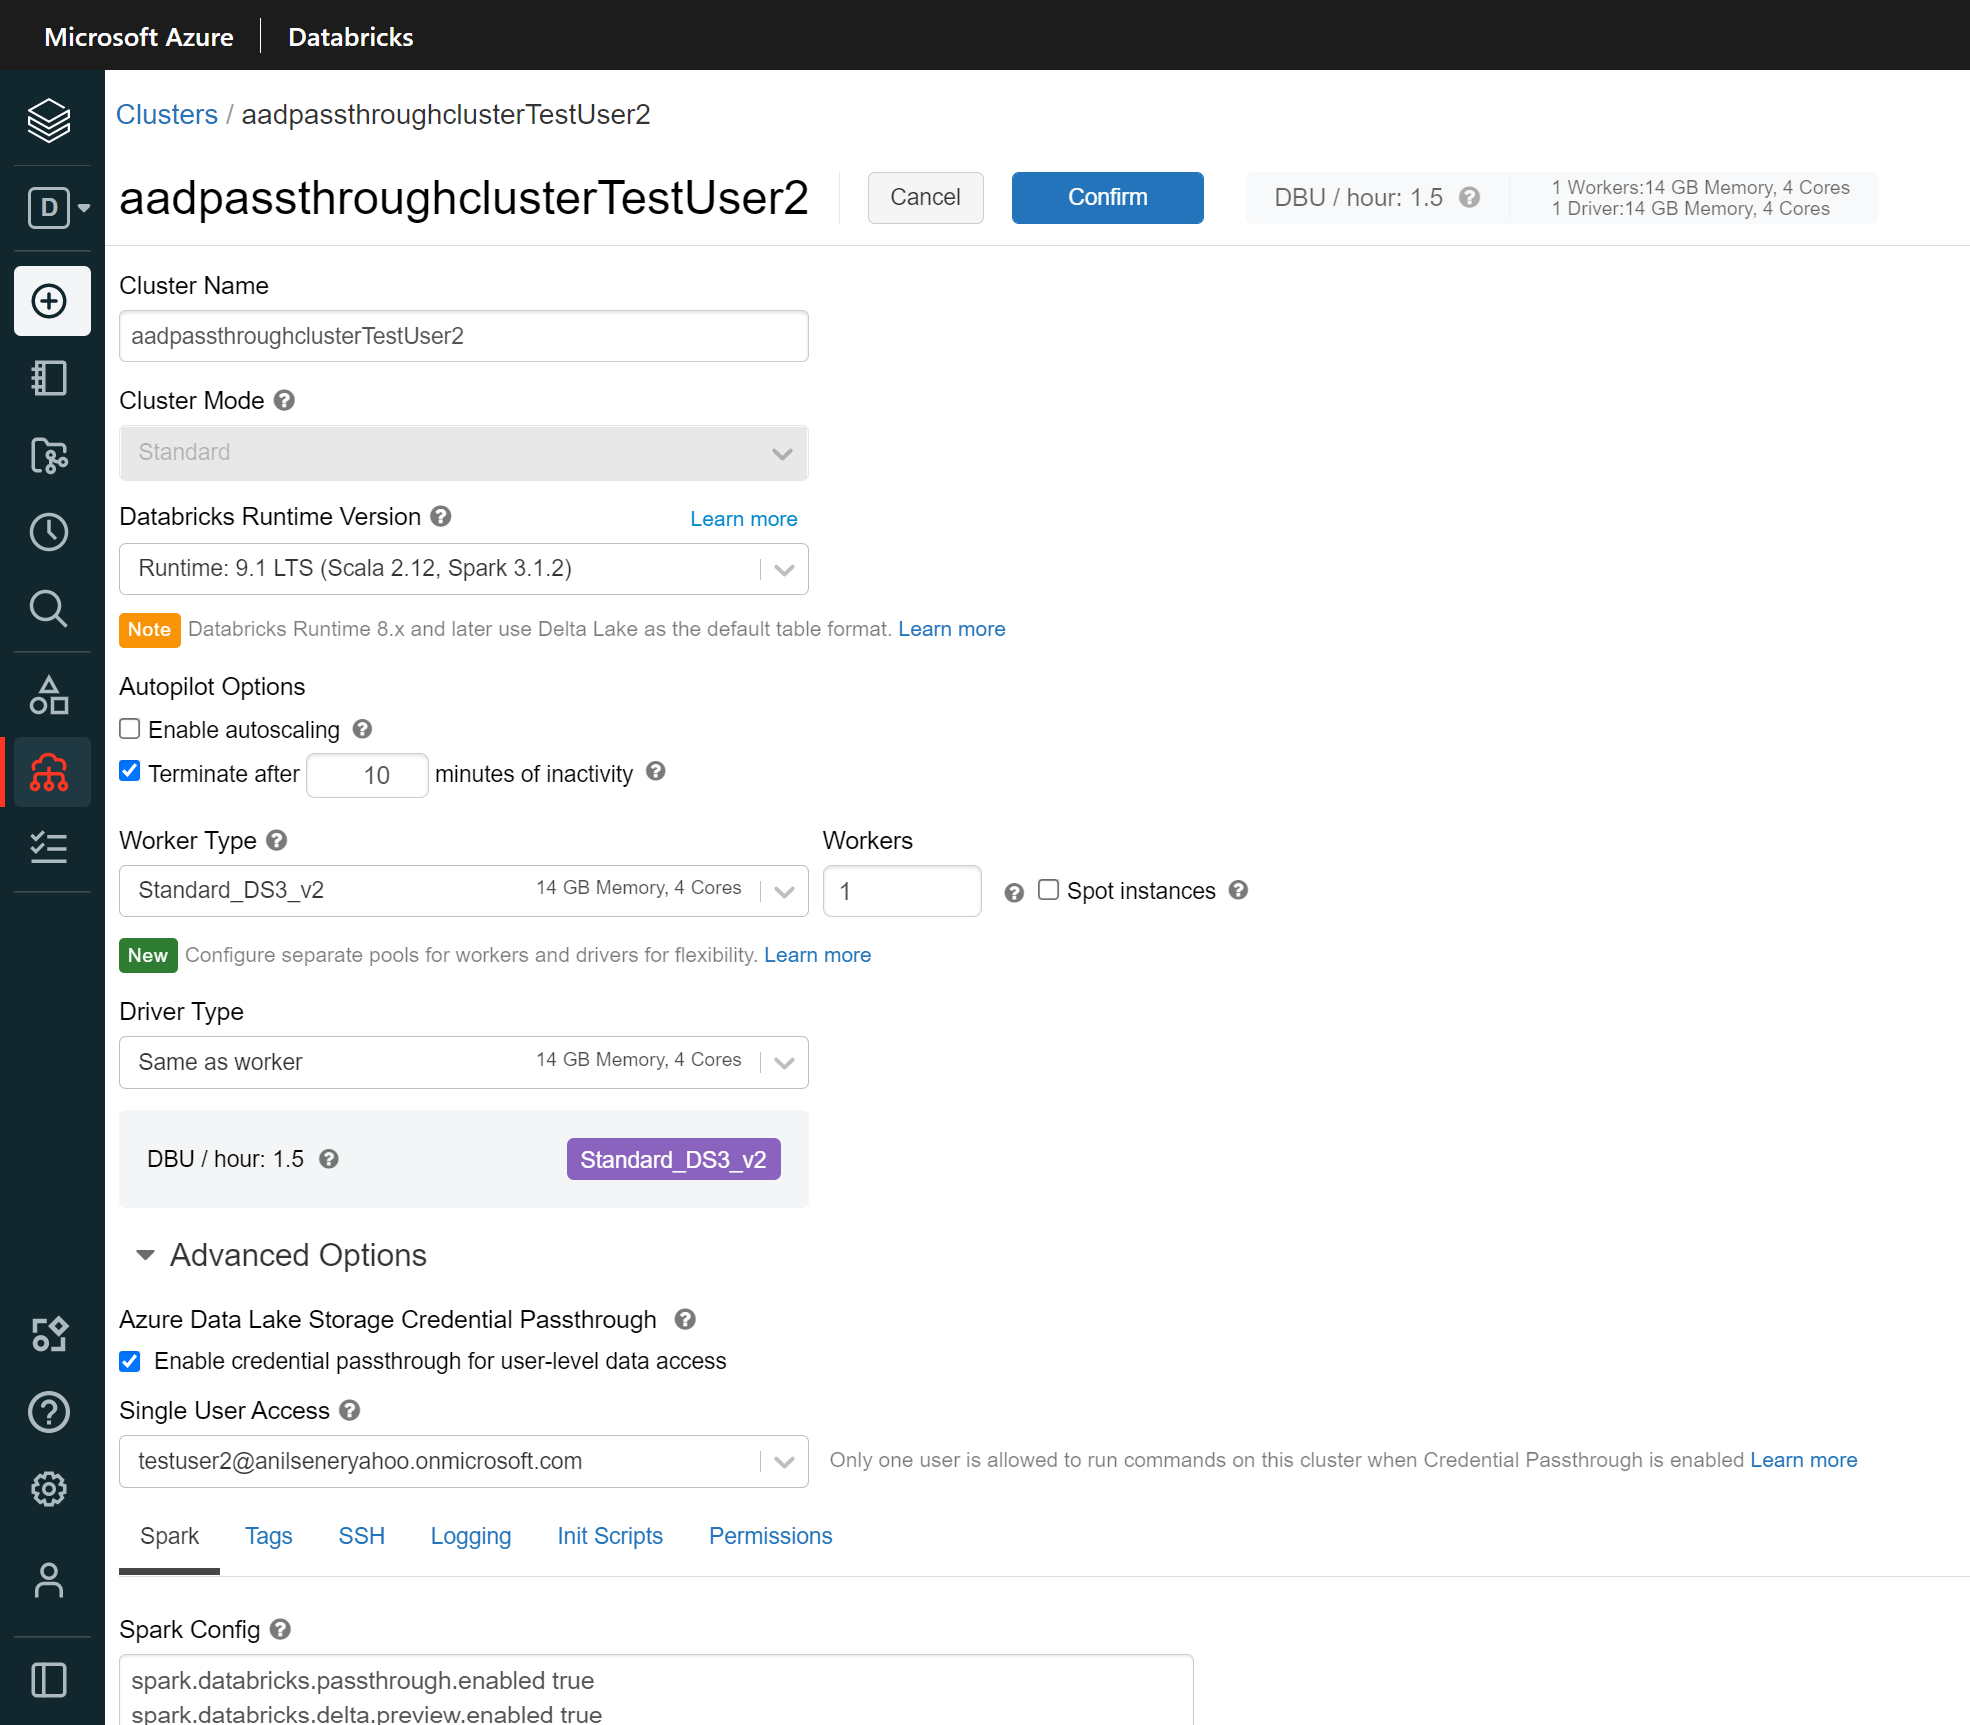 Microsoft Azure Databricks
Clusters / aadpassthroughclusterTestUser2
D
aadpassthroughclusterTestUser2
Cancel
Confirm
DBU / hour: 1.5
1 Workers:14 GB Memory, 4 Cores
1 Driver:14 GB Memory, 4 Cores
Cluster Name
aadpassthroughclusterTestUser2
Cluster Mode
Standard
Databricks Runtime Version
Learn more
Runtime: 9.1 LTS (Scala 2.12, Spark 3.1.2)
Note Databricks Runtime 8.x and later use Delta Lake as the default table format. Learn more
Autopilot Options
Enable autoscaling
Terminate after 10 minutes of inactivity
Worker Type
Workers
Standard_DS3_v2 14 GB Memory, 4 Cores
1
Spot instances
New Configure separate pools for workers and drivers for flexibility. Learn more
Driver Type
Same as worker 14 GB Memory, 4 Cores
DBU / hour: 1.5
Standard_DS3_v2
Advanced Options
Azure Data Lake Storage Credential Passthrough
Enable credential passthrough for user-level data access
Single User Access
testuser2@anilseneryahoo.onmicrosoft.com
Only one user is allowed to run commands on this cluster when Credential Passthrough is enabled Learn more
Spark Tags SSH Logging Init Scripts Permissions
Spark Config
spark.databricks.passthrough.enabled true
spark.databricks.delta.preview.enabled true